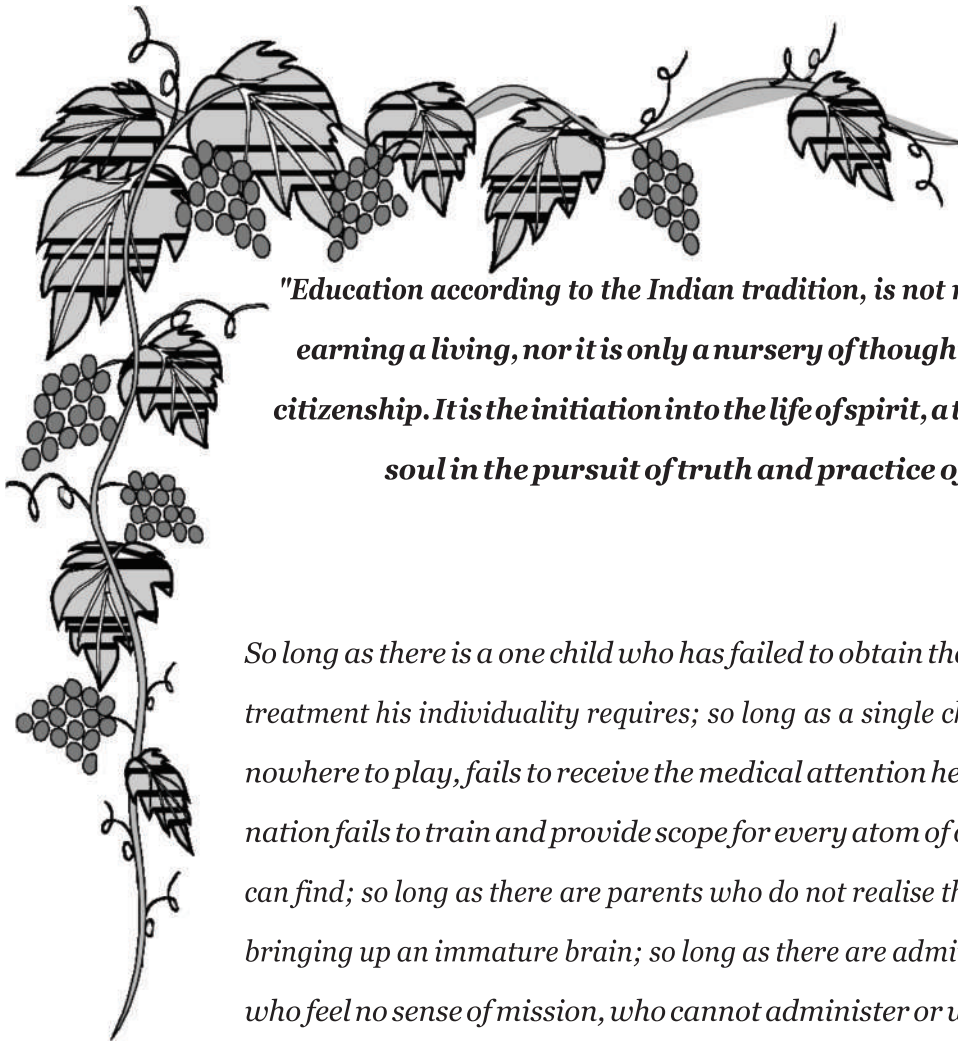 "Education according to the Indian tradition, is not
earning a living, nor it is only a nursery of though
citizenship. It is the initiation into the life of spirit, a
soul in the pursuit of truth and practice
So long as there is a one child who has failed to obtain
treatment his individuality requires; so long as a single
nowhere to play, fails to receive the medical attention he
nation fails to train and provide scope for every atom of
can find; so long as there are parents who do not realise
bringing up an immature brain; so long as there are
who feel no sense of mission, who cannot administer or